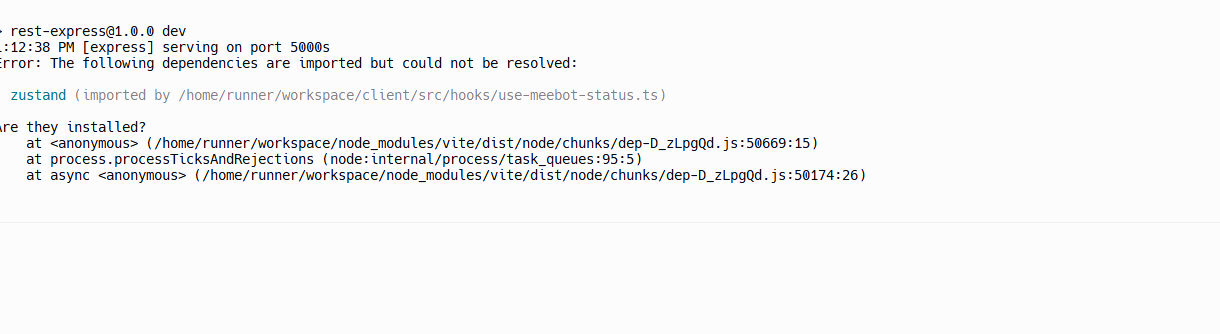 > rest-express@1.0.0 dev
:12:38 PM [express] serving on port 5000s
Error: The following dependencies are imported but could not be resolved:
zustand (imported by /home/runner/workspace/client/src/hooks/use-meebot-status.ts)
Are they installed?
at <anonymous> (/home/runner/workspace/node_modules/vite/dist/node/chunks/dep-D_zLpgQd.js:50669:15)
at process.processTicksAndRejections (node:internal/process/task_queues:95:5)
at async <anonymous> (/home/runner/workspace/node_modules/vite/dist/node/chunks/dep-D_zLpgQd.js:50174:26)